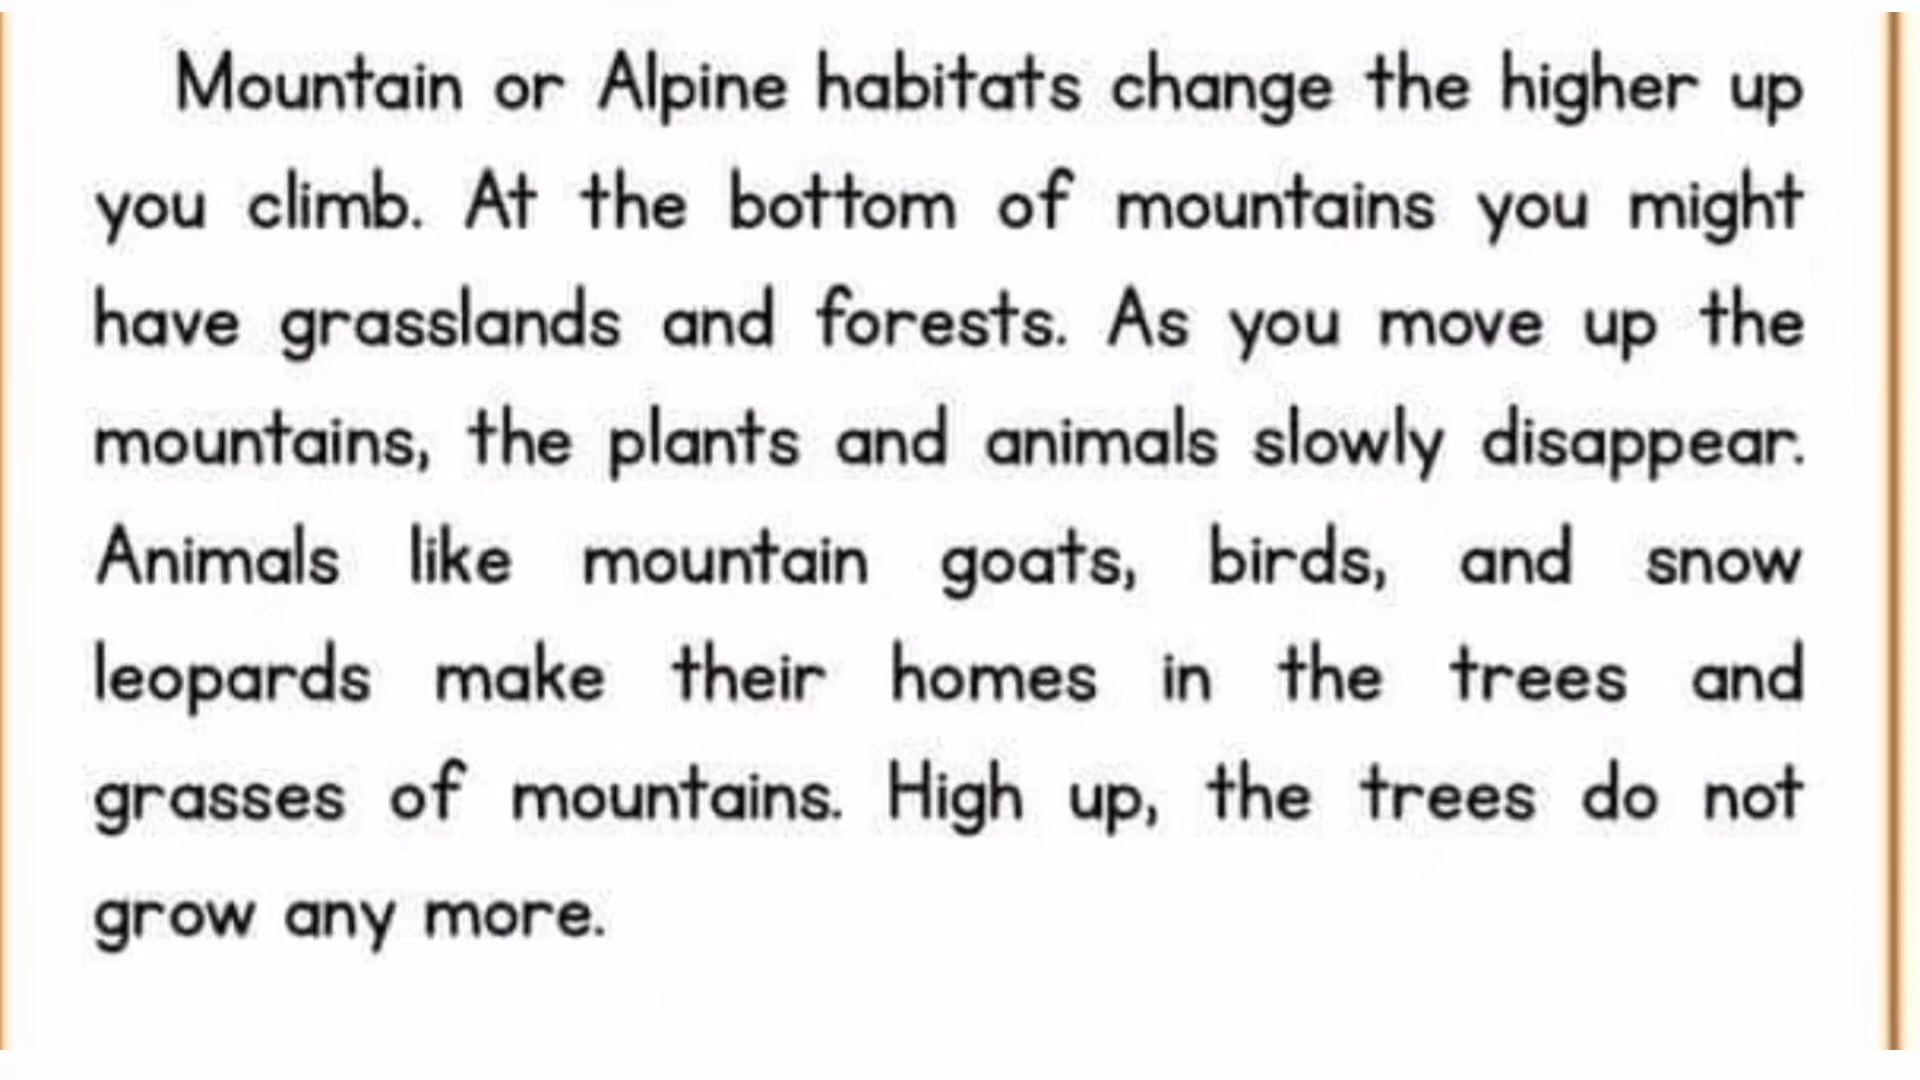 Mountain or Alpine habitats change the higher up
you climb. At the bottom of mountains you might
have grasslands and forests. As you move up the
mountains, the plants and animals slowly disappear.
Animals like mountain goats, birds, and snow
leopards make their homes in the trees and
grasses of mountains. High up, the trees do not
grow any more.